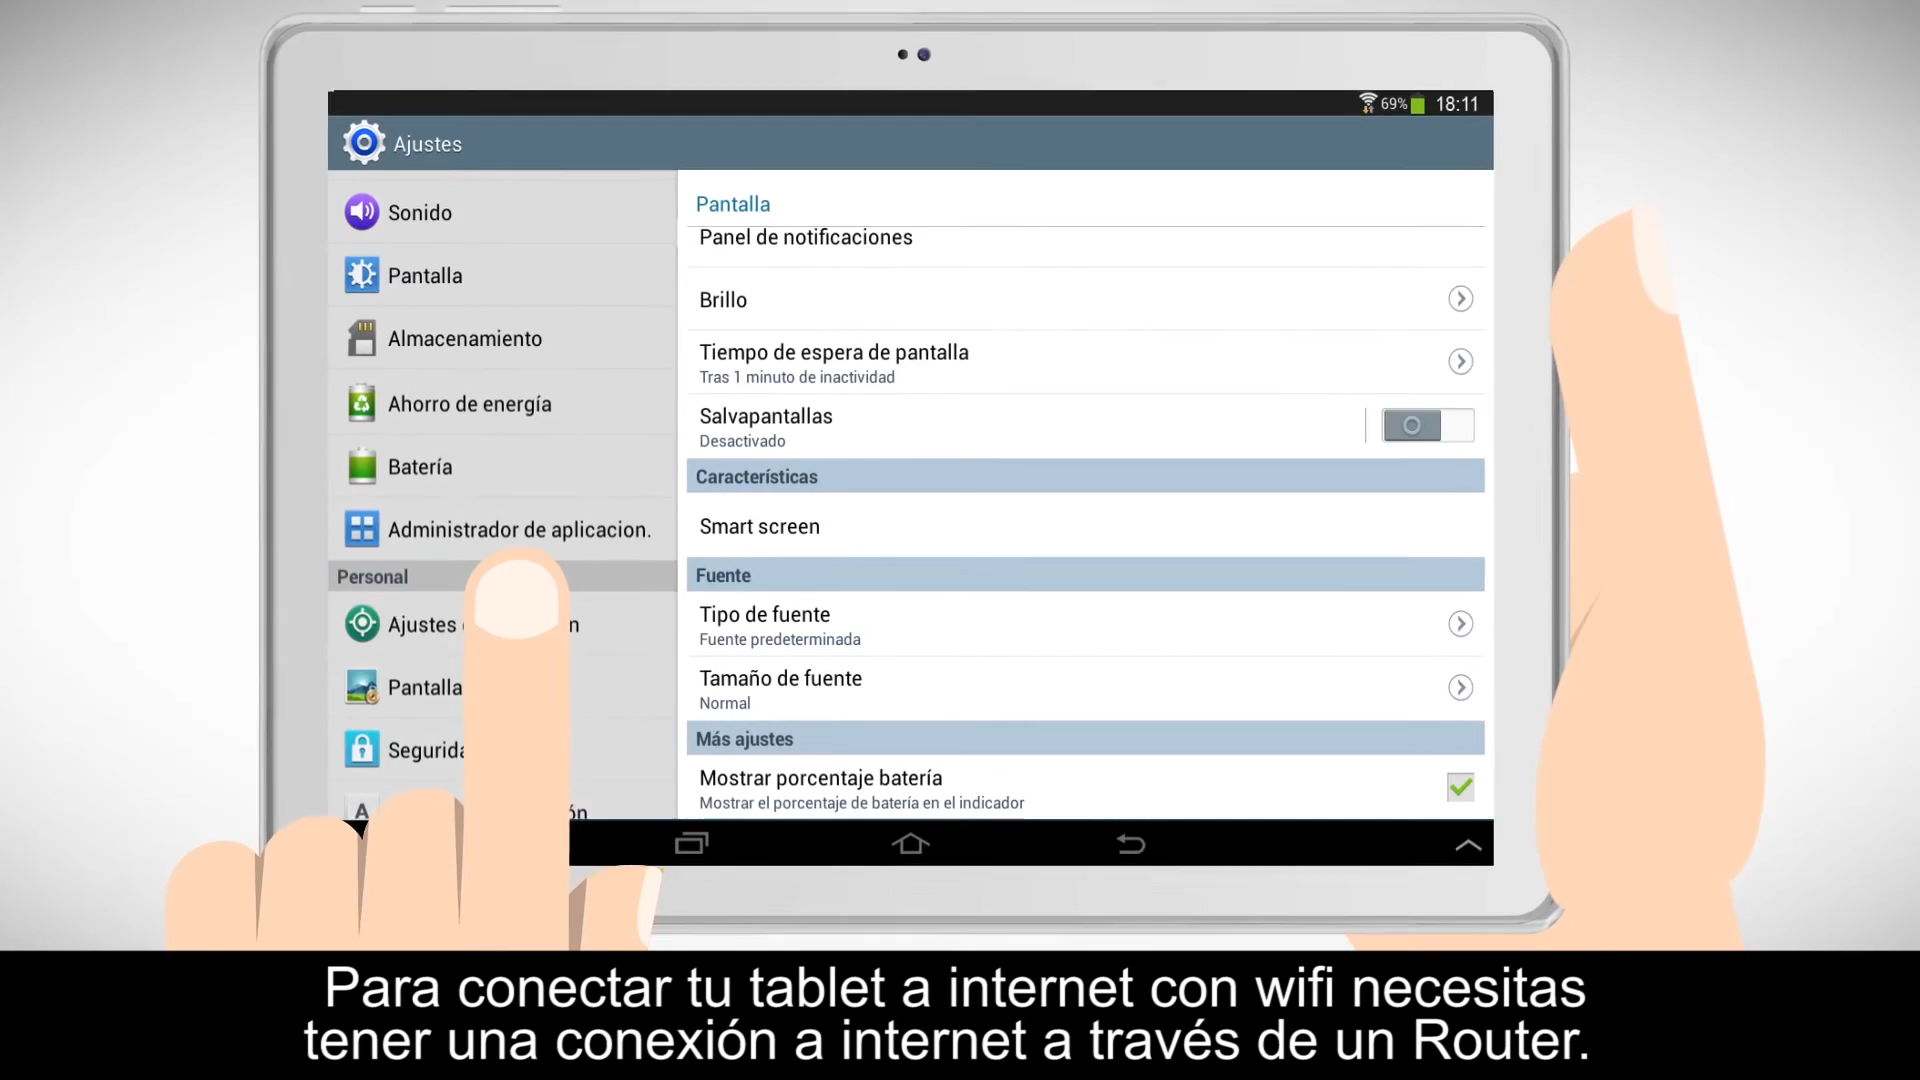 69% 18:11
Ajustes
Sonido
Pantalla
Almacenamiento
Ahorro de energía
Batería
Administrador de aplicacion.
Personal
Ajustes
Pantalla
A
Pantalla
Panel de notificaciones
Brillo
Tiempo de espera de pantalla
Tras 1 minuto de inactividad
Salvapantallas
Desactivado
Características
Smart screen
Fuente
Tipo de fuente
Fuente predeterminada
Tamaño de fuente
Normal
Más ajustes
Mostrar porcentaje batería
Mostrar el porcentaje de batería en el indicador
Para conectar tu tablet a internet con wifi necesitas
tener una conexión a internet a través de un Router.